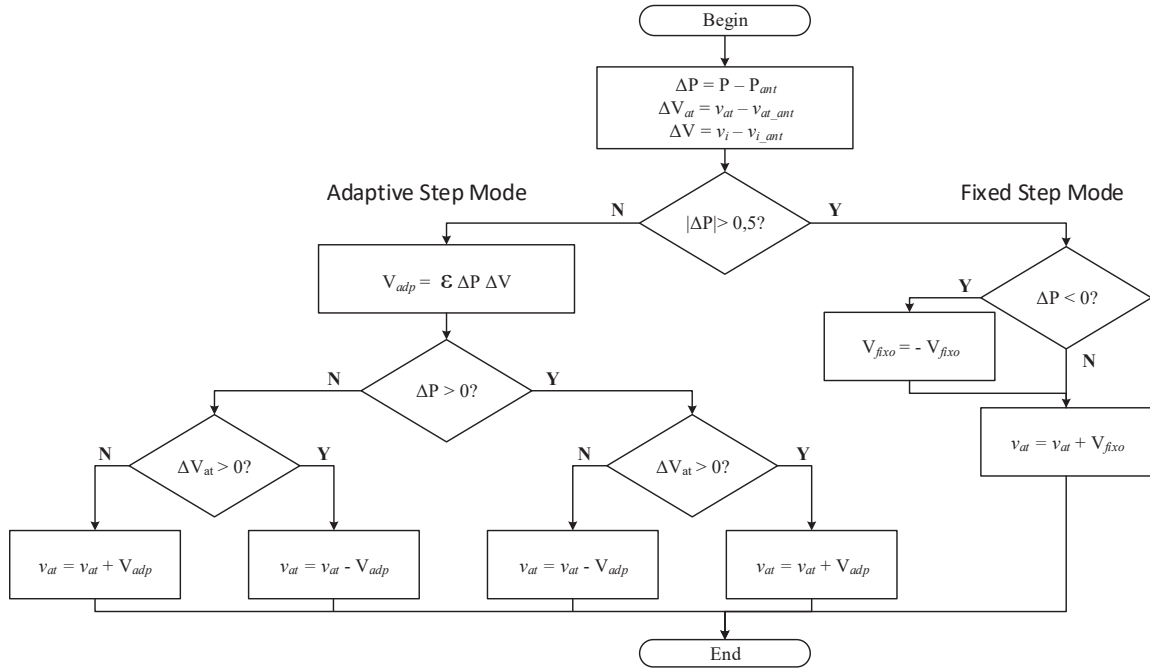 Begin
ΔP = P – P_ant
ΔV_at = v_at – v_at_ant
ΔV = v_i – v_i_ant
Adaptive Step Mode
Fixed Step Mode
N
|ΔP|> 0,5?
Y
V_adp = ε ΔP ΔV
Y
ΔP < 0?
V_fixo = - V_fixo
N
N
ΔP > 0?
Y
v_at = v_at + V_fixo
N
ΔV_at > 0?
Y
N
ΔV_at > 0?
Y
v_at = v_at + V_adp
v_at = v_at - V_adp
v_at = v_at - V_adp
v_at = v_at + V_adp
End